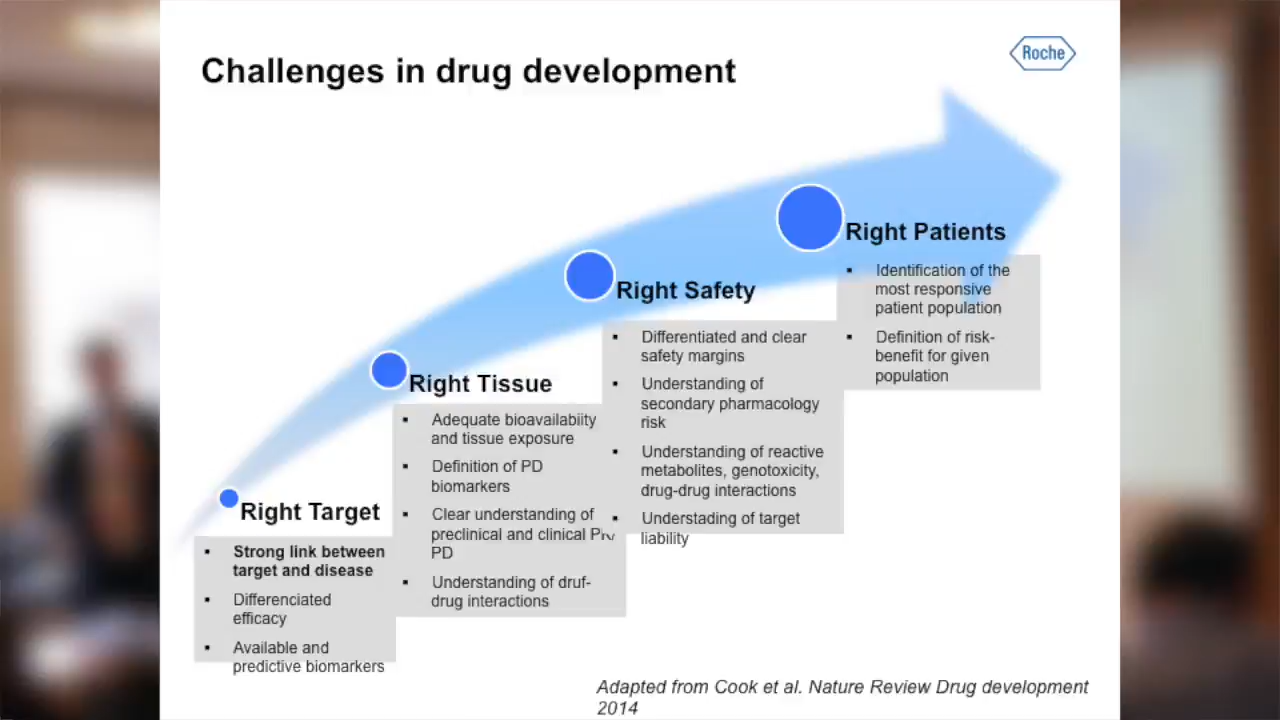 Challenges in drug development
Roche
Right Target
Strong link between
target and disease
Differenciated
efficacy
Available and
predictive biomarkers
Right Tissue
Adequate bioavailabiity
and tissue exposure
Definition of PD
biomarkers
Clear understanding of
preclinical and clinical
PD
Understanding of druf-
drug interactions
Right Safety
Differentiated and clear
safety margins
Understanding of
secondary pharmacology
risk
Understanding of reactive
metabolites, genotoxicity,
drug-drug interactions
Understading of target
liability
Right Patients
Identification of the
most responsive
patient population
Definition of risk-
benefit for given
population
Adapted from Cook et al. Nature Review Drug development
2014